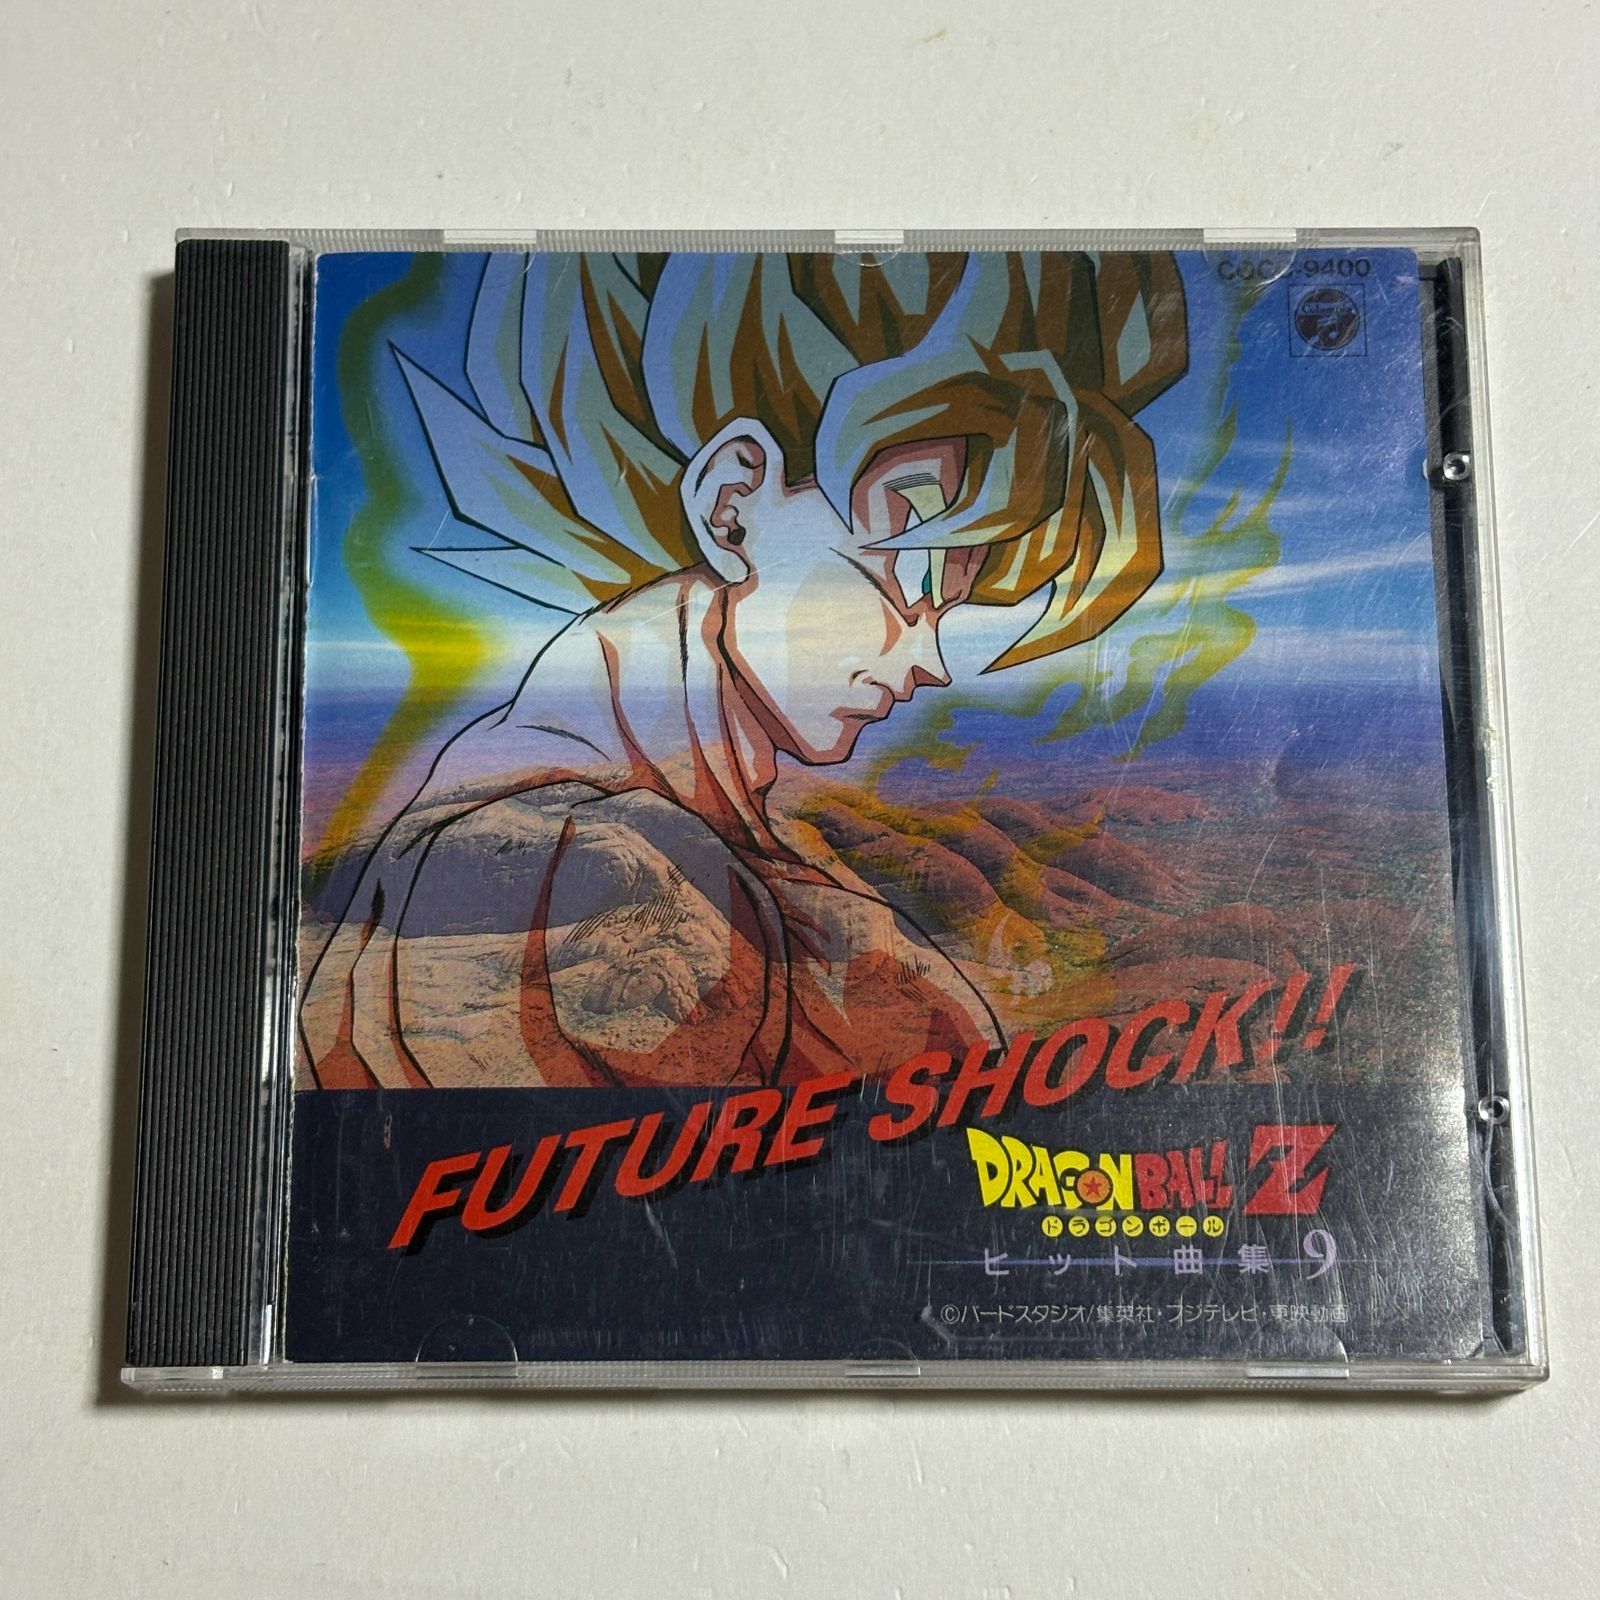 COCC-9400
Columbia
FUTURE SHOCK!!
DRAGON BALL Z
ドラゴンボール
ヒット曲集9
©バードスタジオ/集英社・フジテレビ・東映動画